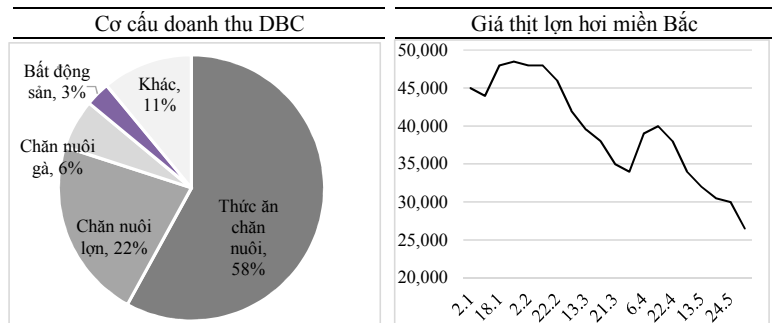 Cơ cấu doanh thu DBC
Bất động
sản, 3%
Khác,
11%
Chăn nuôi
gà, 6%
Chăn nuôi
lợn, 22%
Thức ăn
chăn
nuôi,
58%
Giá thịt lợn hơi miền Bắc
50,000
45,000
40,000
35,000
30,000
25,000
20,000
2.1
18.1
2.2
22.2
13.3
21.3
6.4
22.4
13.5
24.5